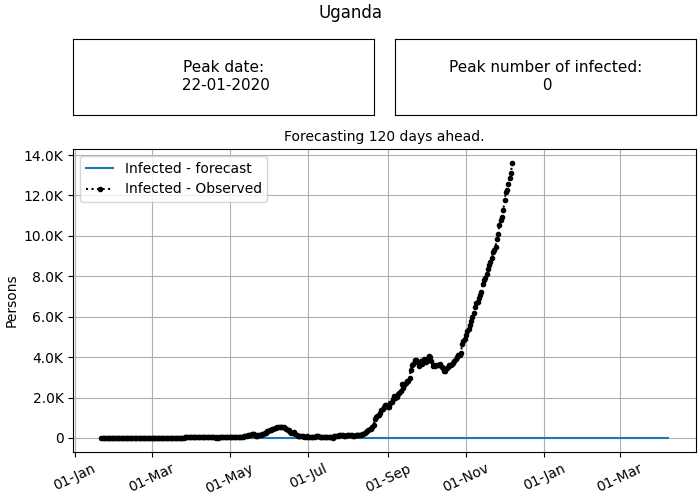 Uganda
Peak date:
22-01-2020
Peak number of infected:
0
Forecasting 120 days ahead.
Infected - forecast
Infected - Observed
14.0K
12.0K
10.0K
8.0K
6.0K
4.0K
2.0K
0
Persons
01-Jan
01-Mar
01-May
01-Jul
01-Sep
01-Nov
01-Jan
01-Mar